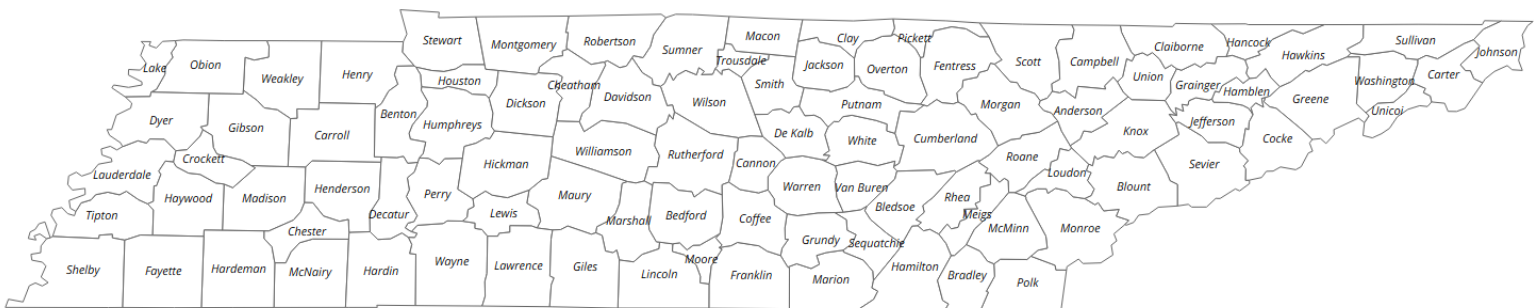 Stewart
Montgomery
Robertson
Sumner
Macon
Clay
Pickett
Trousdale
Jackson
Overton
Fentress
Scott
Campbell
Claiborne
Hancock
Hawkins
Sullivan
Johnson
Lake
Obion
Weakley
Henry
Houston
Cheatham
Dickson
Davidson
Wilson
Smith
Putnam
Morgan
Anderson
Union
Grainger
Hamblen
Greene
Washington
Carter
Unicoi
Dyer
Gibson
Carroll
Benton
Humphreys
Hickman
Williamson
Rutherford
Cannon
De Kalb
White
Cumberland
Roane
Loudon
Knox
Jefferson
Cocke
Sevier
Blount
Lauderdale
Crockett
Haywood
Madison
Henderson
Decatur
Perry
Lewis
Maury
Marshall
Bedford
Coffee
Warren
Van Buren
Bledsoe
Rhea
Meigs
McMinn
Monroe
Tipton
Chester
Grundy
Sequatchie
Shelby
Fayette
Hardeman
McNairy
Hardin
Wayne
Lawrence
Giles
Lincoln
Moore
Franklin
Marion
Hamilton
Bradley
Polk